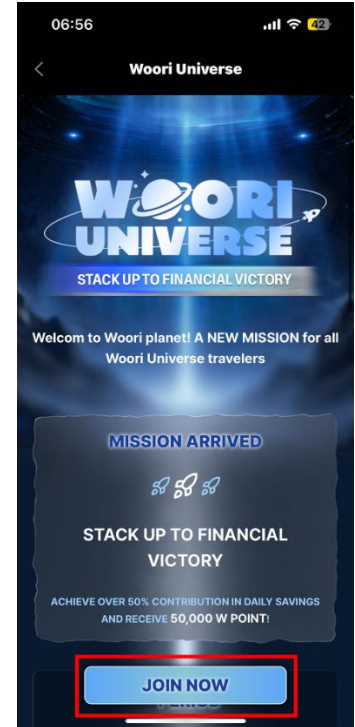 06:56
42
Woori Universe
WOORI
UNIVERSE
STACK UP TO FINANCIAL VICTORY
Welcom to Woori planet! A NEW MISSION for all
Woori Universe travelers
MISSION ARRIVED
STACK UP TO FINANCIAL
VICTORY
ACHIEVE OVER 50% CONTRIBUTION IN DAILY SAVINGS
AND RECEIVE 50,000 W POINT!
JOIN NOW
PERIOD